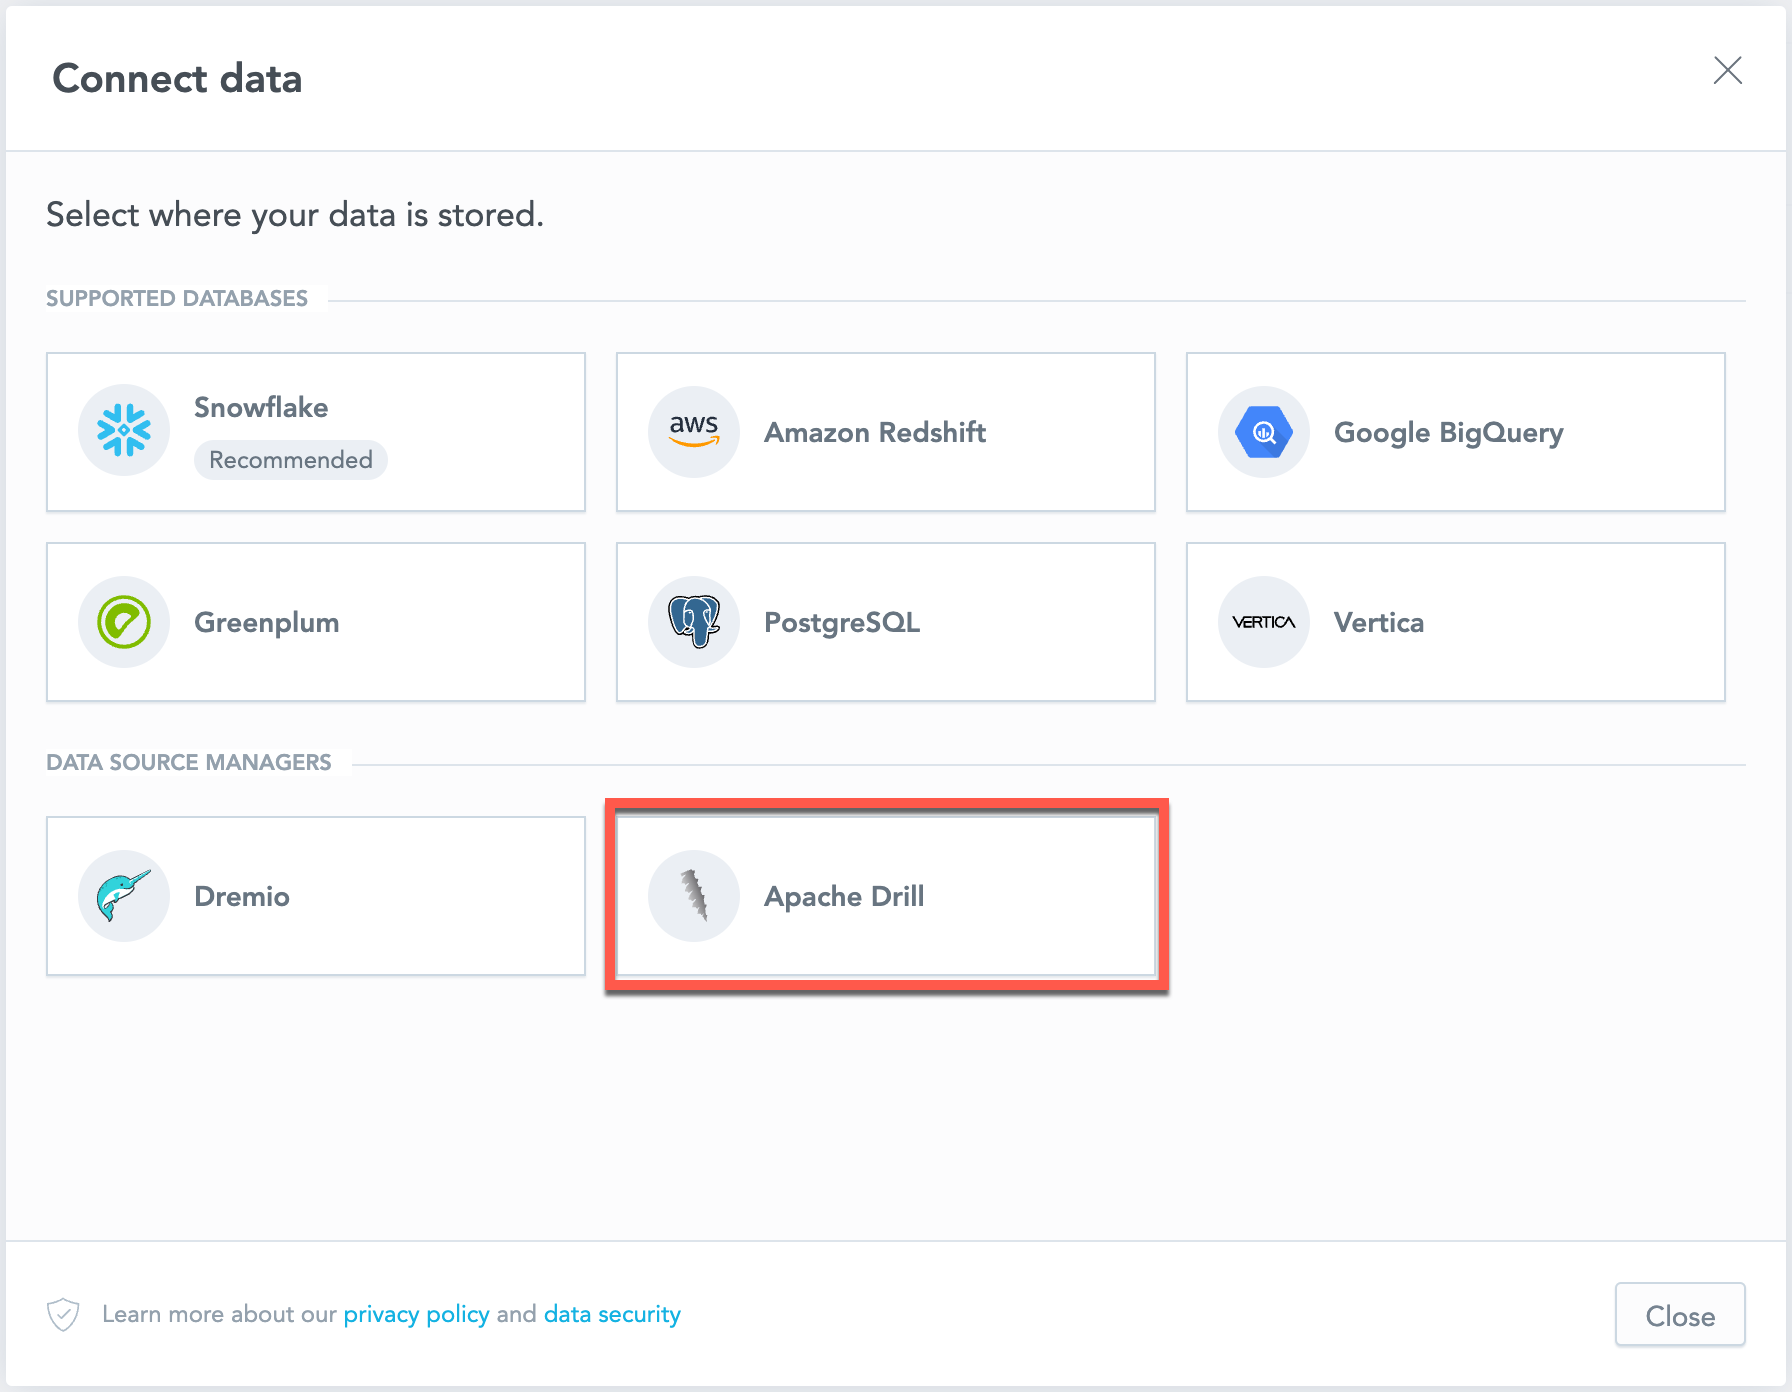 Connect data
Select where your data is stored.
SUPPORTED DATABASES
Snowflake
Recommended
aws
Amazon Redshift
Google BigQuery
Greenplum
PostgreSQL
VERTICA
Vertica
DATA SOURCE MANAGERS
Dremio
Apache Drill
Learn more about our privacy policy and data security
Close